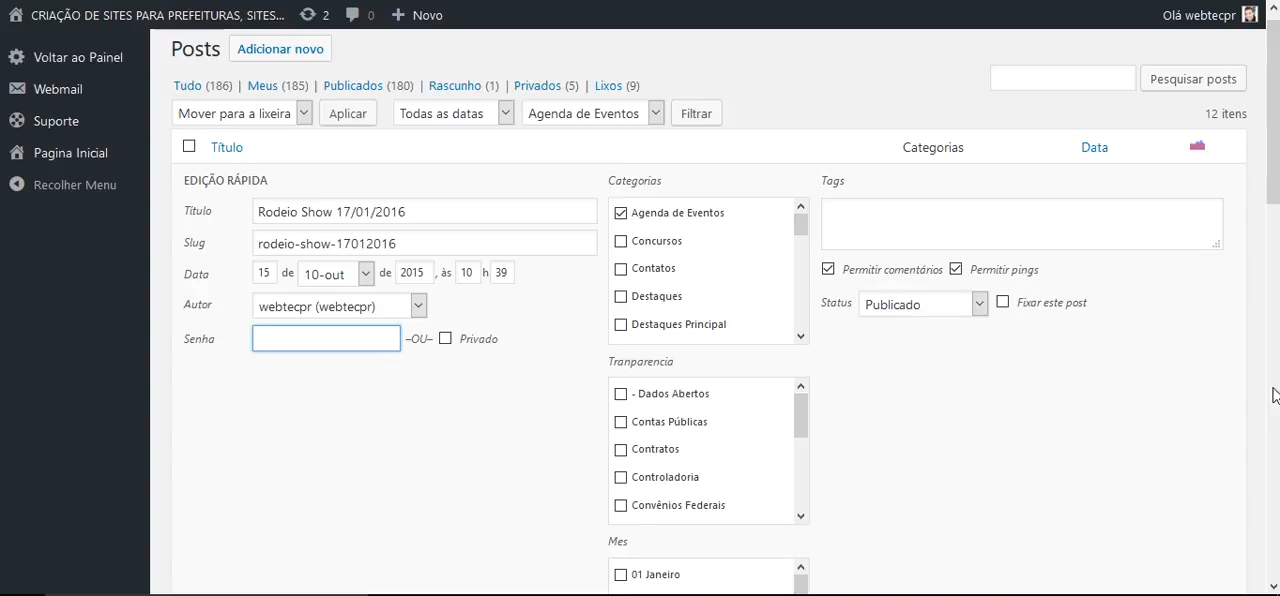 CRIAÇÃO DE SITES PARA PREFEITURAS, SITES... 2 0 Novo Olá webtecpr
Voltar ao Painel
Webmail
Suporte
Pagina Inicial
Recolher Menu
Posts Adicionar novo
Tudo (186) | Meus (185) | Publicados (180) | Rascunho (1) | Privados (5) | Lixos (9)
Pesquisar posts
Mover para a lixeira Aplicar Todas as datas Agenda de Eventos Filtrar 12 itens
Título Categorias Data
EDIÇÃO RÁPIDA
Título Rodeio Show 17/01/2016
Slug rodeio-show-17012016
Data 15 de 10-out de 2015 , às 10 h 39
Autor webtecpr (webtecpr)
Senha –OU– Privado
Categorias
Agenda de Eventos
Concursos
Contatos
Destaques
Destaques Principal
Tranparencia
- Dados Abertos
Contas Públicas
Contratos
Controladoria
Convênios Federais
Mes
01 Janeiro
Tags
Permitir comentários Permitir pings
Status Publicado Fixar este post